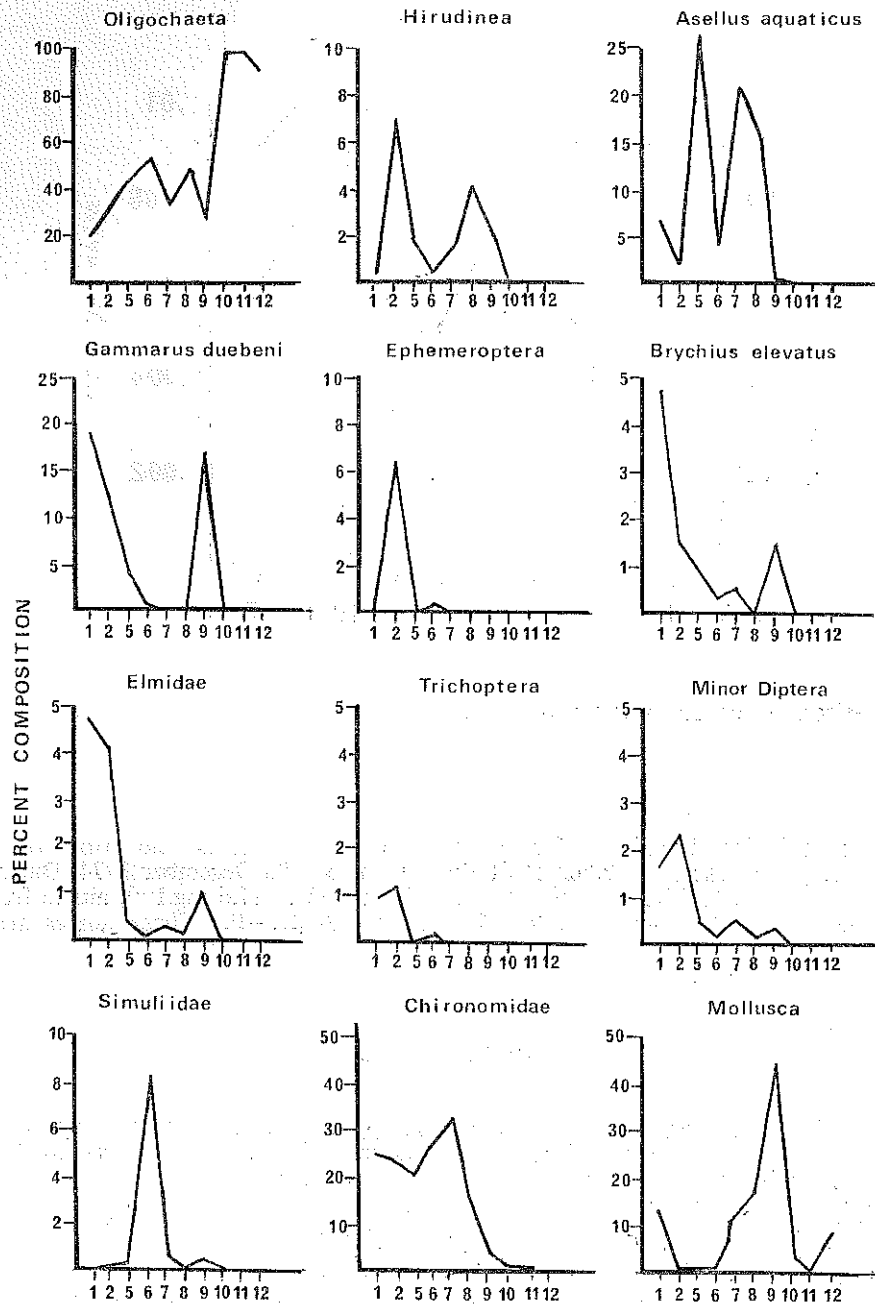 Oligochaeta
100
80
60
40
20
1 2 5 6 7 8 9 10 11 12
Hirudinea
10
8
6
4
2
1 2 5 6 7 8 9 10 11 12
Asellus aquaticus
25
20
15
10
5
1 2 5 6 7 8 9 10 11 12
PERCENT COMPOSITION
Gammarus duebeni
25
20
15
10
5
1 2 5 6 7 8 9 10 11 12
Ephemeroptera
10
8
6
4
2
1 2 5 6 7 8 9 10 11 12
Brychius elevatus
5
4
3
2
1
1 2 5 6 7 8 9 10 11 12
Elmidae
5
4
3
2
1
1 2 5 6 7 8 9 10 11 12
Trichoptera
5
4
3
2
1
1 2 5 6 7 8 9 10 11 12
Minor Diptera
5
4
3
2
1
1 2 5 6 7 8 9 10 11 12
Simuliidae
10
8
6
4
2
1 2 5 6 7 8 9 10 11 12
Chironomidae
50
40
30
20
10
1 2 5 6 7 8 9 10 11 12
Mollusca
50
40
30
20
10
1 2 5 6 7 8 9 10 11 12